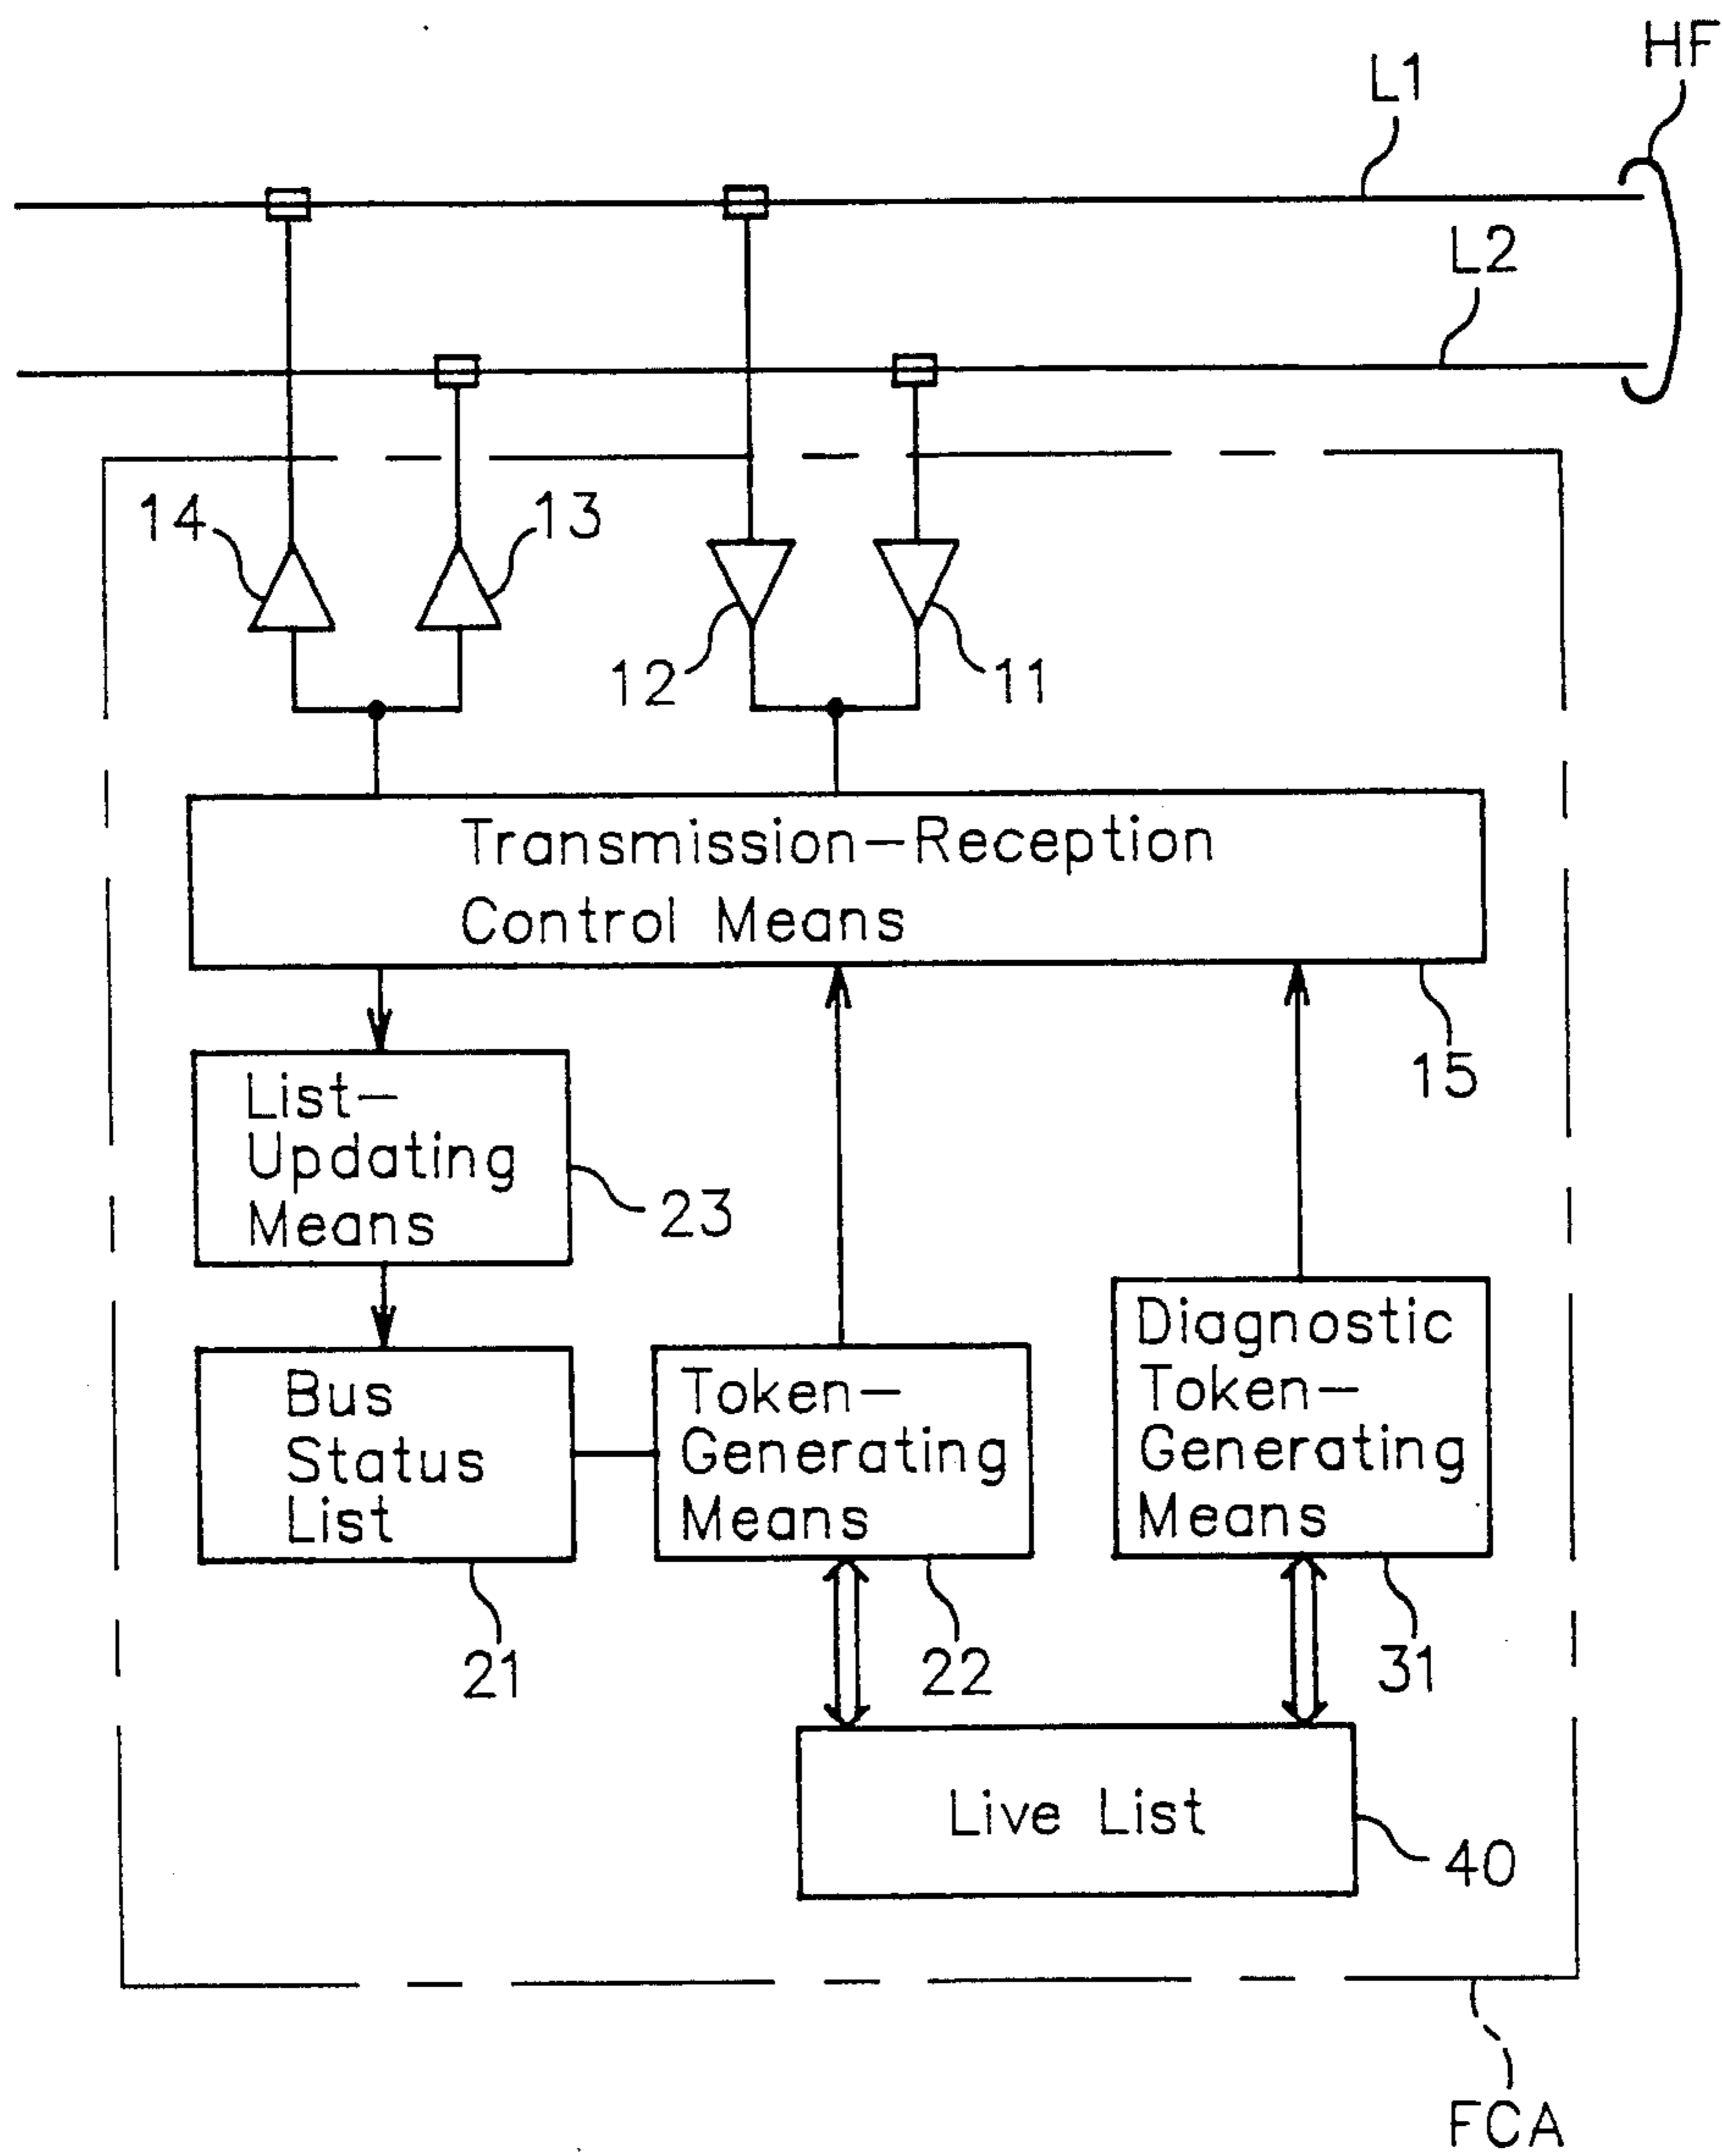 HF
L1
L2
14
13
12
11
Transmission-Reception
Control Means
15
List-
Updating
Means
23
Bus
Status
List
21
Token-
Generating
Means
22
Diagnostic
Token-
Generating
Means
31
Live List
40
FCA